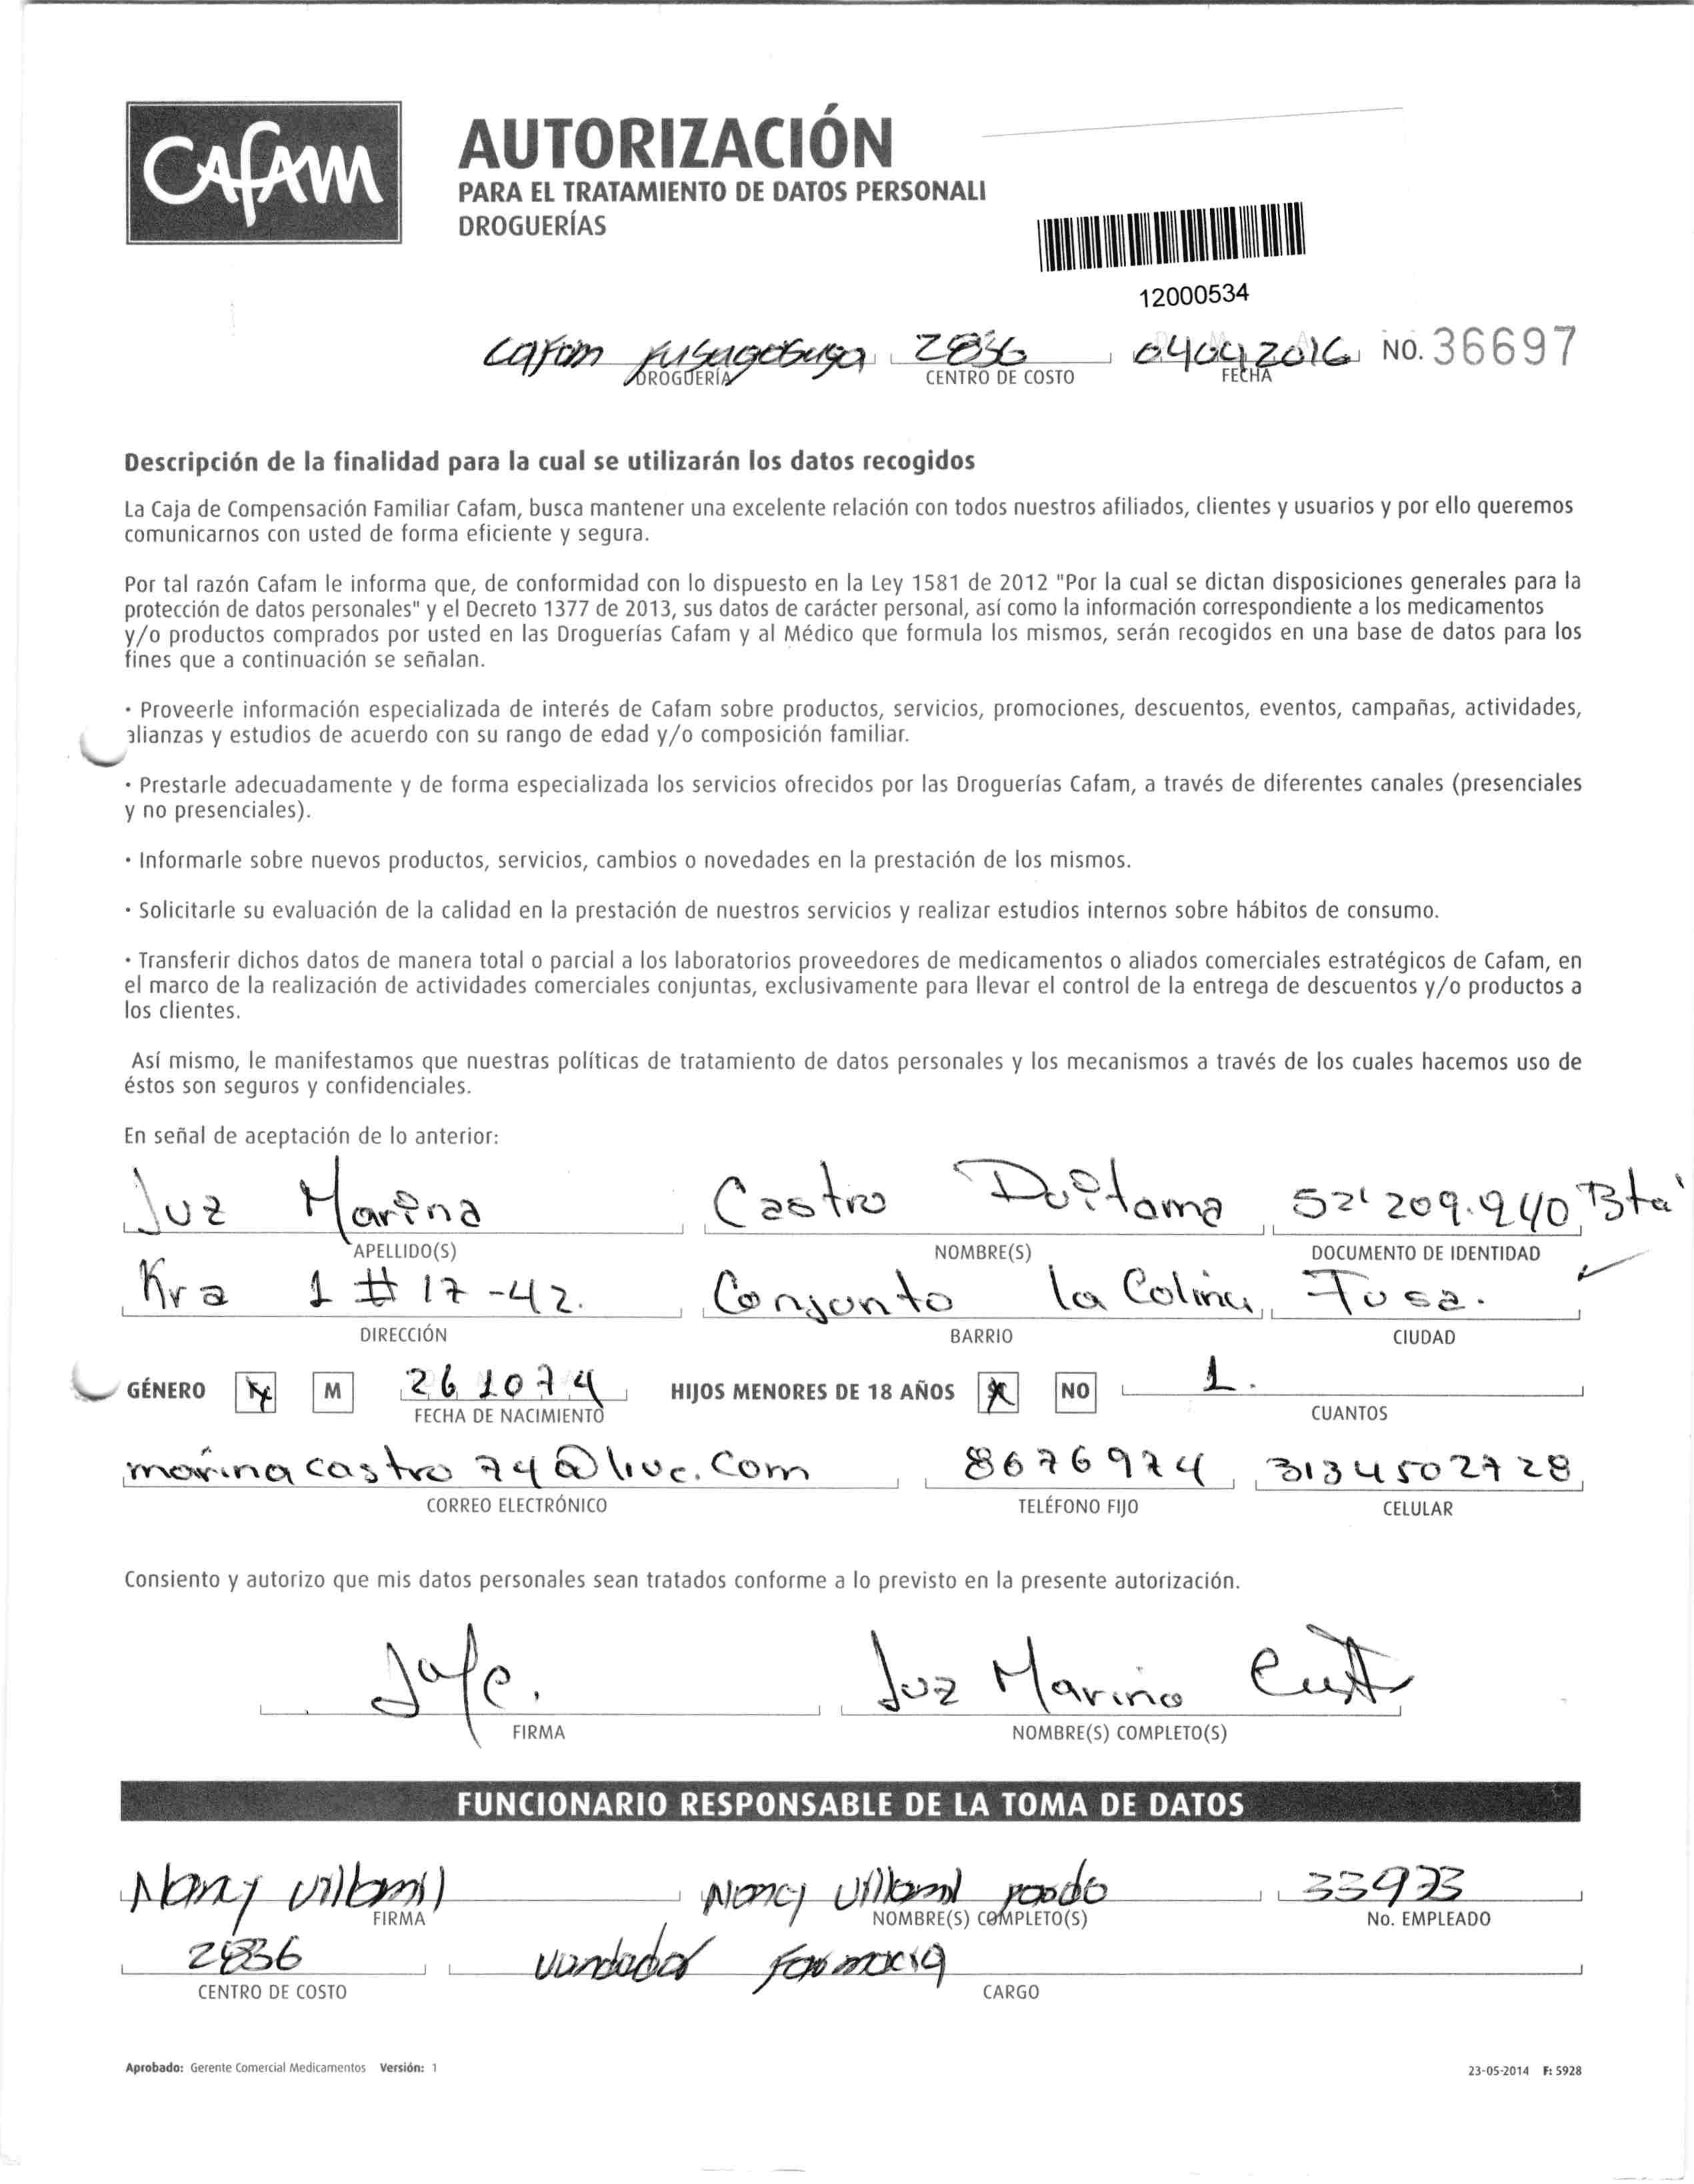 Cafam
AUTORIZACIÓN
PARA EL TRATAMIENTO DE DATOS PERSONALI
DROGUERÍAS
12000534
Cafam fusagasuga 2836 04042016 NO. 36697
DROGUERÍA CENTRO DE COSTO FECHA
Descripción de la finalidad para la cual se utilizarán los datos recogidos
La Caja de Compensación Familiar Cafam, busca mantener una excelente relación con todos nuestros afiliados, clientes y usuarios y por ello queremos
comunicarnos con usted de forma eficiente y segura.
Por tal razón Cafam le informa que, de conformidad con lo dispuesto en la Ley 1581 de 2012 "Por la cual se dictan disposiciones generales para la
protección de datos personales" y el Decreto 1377 de 2013, sus datos de carácter personal, así como la información correspondiente a los medicamentos
y/o productos comprados por usted en las Droguerías Cafam y al Médico que formula los mismos, serán recogidos en una base de datos para los
fines que a continuación se señalan.
· Proveerle información especializada de interés de Cafam sobre productos, servicios, promociones, descuentos, eventos, campañas, actividades,
alianzas y estudios de acuerdo con su rango de edad y/o composición familiar.
· Prestarle adecuadamente y de forma especializada los servicios ofrecidos por las Droguerías Cafam, a través de diferentes canales (presenciales
y no presenciales).
· Informarle sobre nuevos productos, servicios, cambios o novedades en la prestación de los mismos.
· Solicitarle su evaluación de la calidad en la prestación de nuestros servicios y realizar estudios internos sobre hábitos de consumo.
· Transferir dichos datos de manera total o parcial a los laboratorios proveedores de medicamentos o aliados comerciales estratégicos de Cafam, en
el marco de la realización de actividades comerciales conjuntas, exclusivamente para llevar el control de la entrega de descuentos y/o productos a
los clientes.
Así mismo, le manifestamos que nuestras políticas de tratamiento de datos personales y los mecanismos a través de los cuales hacemos uso de
éstos son seguros y confidenciales.
En señal de aceptación de lo anterior:
Luz Marina Castro Duitama 52'209.940 Bta'
APELLIDO(S) NOMBRE(S) DOCUMENTO DE IDENTIDAD
Kra 1 # 17-42. Conjunto la Colina Fusa.
DIRECCIÓN BARRIO CIUDAD
GÉNERO M 261074 HIJOS MENORES DE 18 AÑOS NO 1.
FECHA DE NACIMIENTO CUANTOS
marinacastro74@live.com 8676974 3134502728
CORREO ELECTRÓNICO TELÉFONO FIJO CELULAR
Consiento y autorizo que mis datos personales sean tratados conforme a lo previsto en la presente autorización.
Luz Marina
FIRMA NOMBRE(S) COMPLETO(S)
FUNCIONARIO RESPONSABLE DE LA TOMA DE DATOS
Nancy villamil Nancy villamil pardo 33973
FIRMA NOMBRE(S) COMPLETO(S) No. EMPLEADO
2836 vendedor farmacia
CENTRO DE COSTO CARGO
Aprobado: Gerente Comercial Medicamentos Versión: 1 23-05-2014 F: 5928